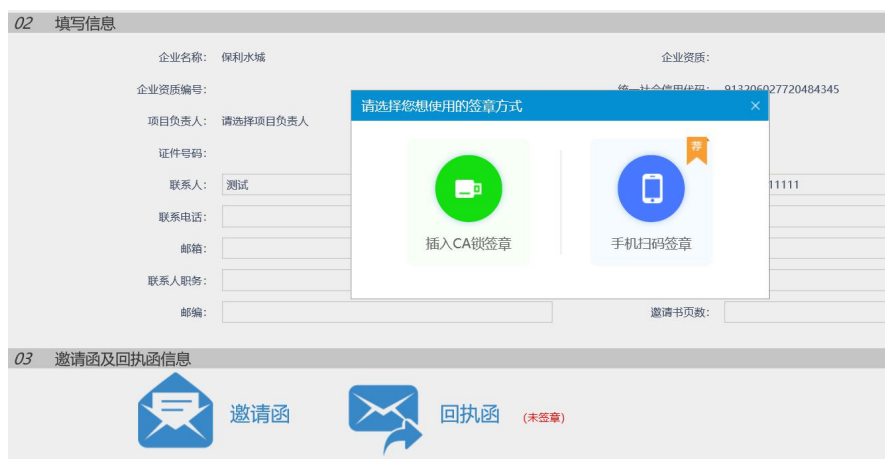 02 填写信息
企业名称： 保利水城 企业资质：
企业资质编号： 913206027720484345
请选择您想使用的签章方式 ×
项目负责人： 请选择项目负责人
荐
证件号码：
联系人： 测试 11111
联系电话：
插入CA锁签章 手机扫码签章
邮箱：
联系人职务：
邮编： 邀请书页数：
03 邀请函及回执函信息
邀请函 回执函 (未签章)